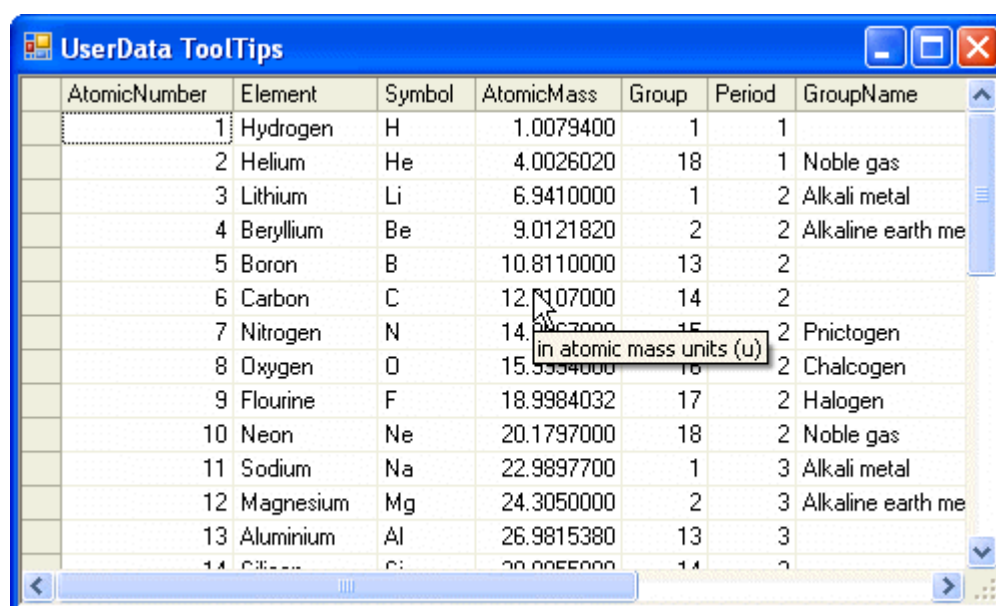 UserData ToolTips
AtomicNumber Element Symbol AtomicMass Group Period GroupName
1 Hydrogen H 1.0079400 1 1
2 Helium He 4.0026020 18 1 Noble gas
3 Lithium Li 6.9410000 1 2 Alkali metal
4 Beryllium Be 9.0121820 2 2 Alkaline earth me
5 Boron B 10.8110000 13 2
6 Carbon C 14 2
7 Nitrogen N 2 Pnictogen
in atomic mass units (u)
8 Oxygen O 2 Chalcogen
9 Flourine F 18.9984032 17 2 Halogen
10 Neon Ne 20.1797000 18 2 Noble gas
11 Sodium Na 22.9897700 1 3 Alkali metal
12 Magnesium Mg 24.3050000 2 3 Alkaline earth me
13 Aluminium Al 26.9815380 13 3